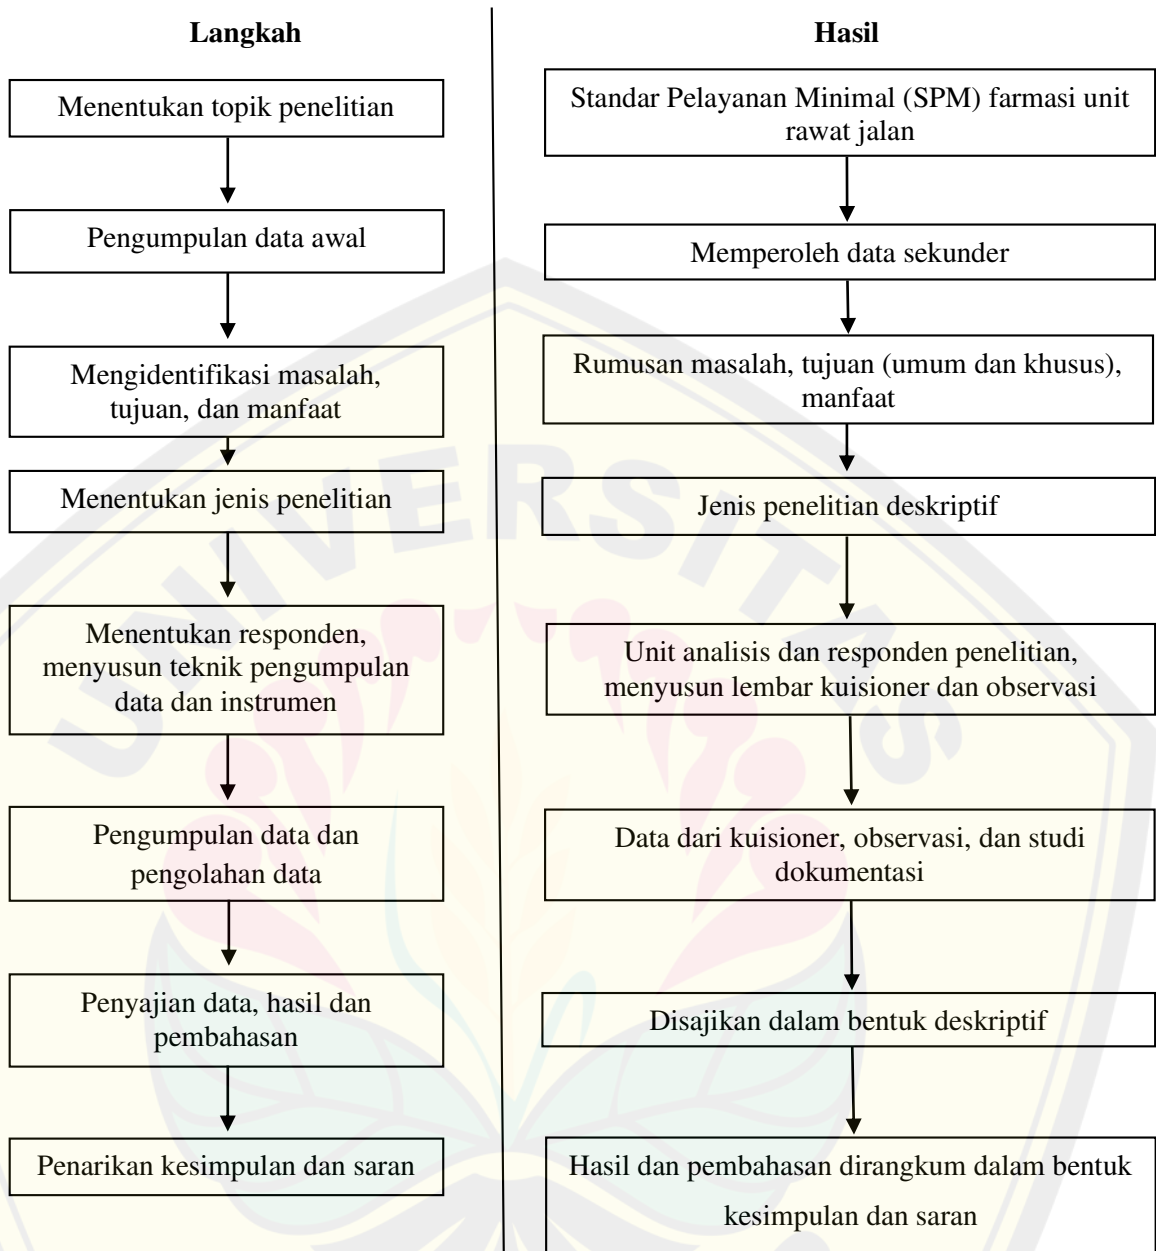 Langkah
Menentukan topik penelitian
Pengumpulan data awal
Mengidentifikasi masalah,
tujuan, dan manfaat
Menentukan jenis penelitian
Menentukan responden,
menyusun teknik pengumpulan
data dan instrumen
Pengumpulan data dan
pengolahan data
Penyajian data, hasil dan
pembahasan
Penarikan kesimpulan dan saran
Hasil
Standar Pelayanan Minimal (SPM) farmasi unit
rawat jalan
Memperoleh data sekunder
Rumusan masalah, tujuan (umum dan khusus),
manfaat
Jenis penelitian deskriptif
Unit analisis dan responden penelitian,
menyusun lembar kuisioner dan observasi
Data dari kuisioner, observasi, dan studi
dokumentasi
Disajikan dalam bentuk deskriptif
Hasil dan pembahasan dirangkum dalam bentuk
kesimpulan dan saran
UNIVERSITAS